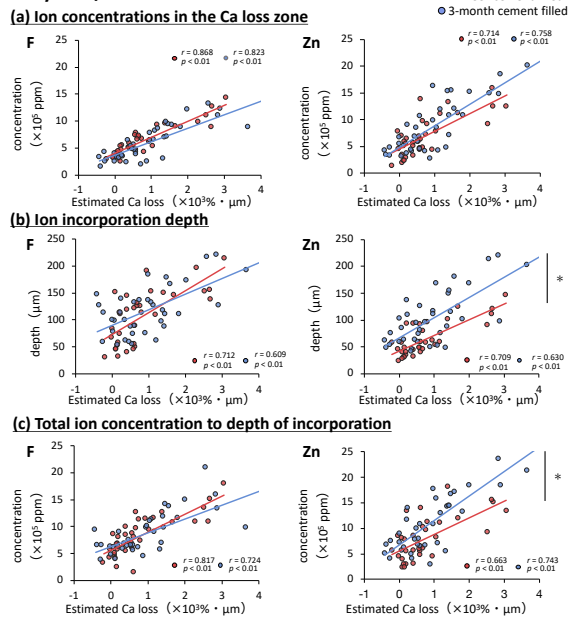 3-month cement filled
(a) Ion concentrations in the Ca loss zone
F
r = 0.868
p < 0.01
r = 0.823
p < 0.01
concentration
(×10⁵ ppm)
25
20
15
10
5
0
-1 0 1 2 3 4
Estimated Ca loss (×10³%・μm)
Zn
r = 0.714
p < 0.01
r = 0.758
p < 0.01
concentration
(×10⁵ ppm)
25
20
15
10
5
0
-1 0 1 2 3 4
Estimated Ca loss (×10³%・μm)
(b) Ion incorporation depth
F
depth (μm)
250
200
150
100
50
0
r = 0.712
p < 0.01
r = 0.609
p < 0.01
-1 0 1 2 3 4
Estimated Ca loss (×10³%・μm)
Zn
depth (μm)
250
200
150
100
50
0
*
r = 0.709
p < 0.01
r = 0.630
p < 0.01
-1 0 1 2 3 4
Estimated Ca loss (×10³%・μm)
(c) Total ion concentration to depth of incorporation
F
concentration
(×10⁵ ppm)
25
20
15
10
5
0
r = 0.817
p < 0.01
r = 0.724
p < 0.01
-1 0 1 2 3 4
Estimated Ca loss (×10³%・μm)
Zn
concentration
(×10⁵ ppm)
25
20
15
10
5
0
*
r = 0.663
p < 0.01
r = 0.743
p < 0.01
-1 0 1 2 3 4
Estimated Ca loss (×10³%・μm)